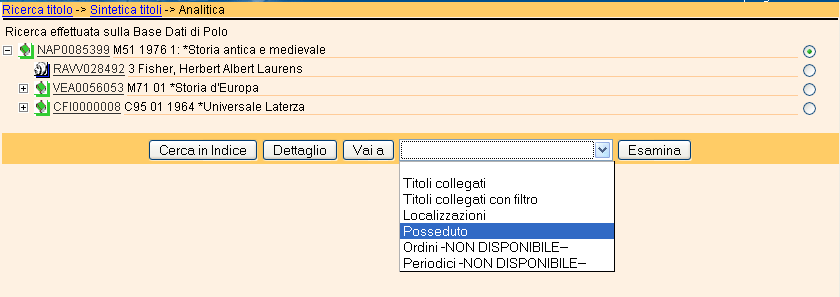 Ricerca titolo -> Sintetica titoli -> Analitica
Ricerca effettuata sulla Base Dati di Polo
NAP0085399 M51 1976 1: *Storia antica e medievale
RAVV028492 3 Fisher, Herbert Albert Laurens
VEA0056053 M71 01 *Storia d'Europa
CFI0000008 C95 01 1964 *Universale Laterza
Cerca in Indice Dettaglio Vai a Esamina
Titoli collegati
Titoli collegati con filtro
Localizzazioni
Posseduto
Ordini -NON DISPONIBILE--
Periodici -NON DISPONIBILE--